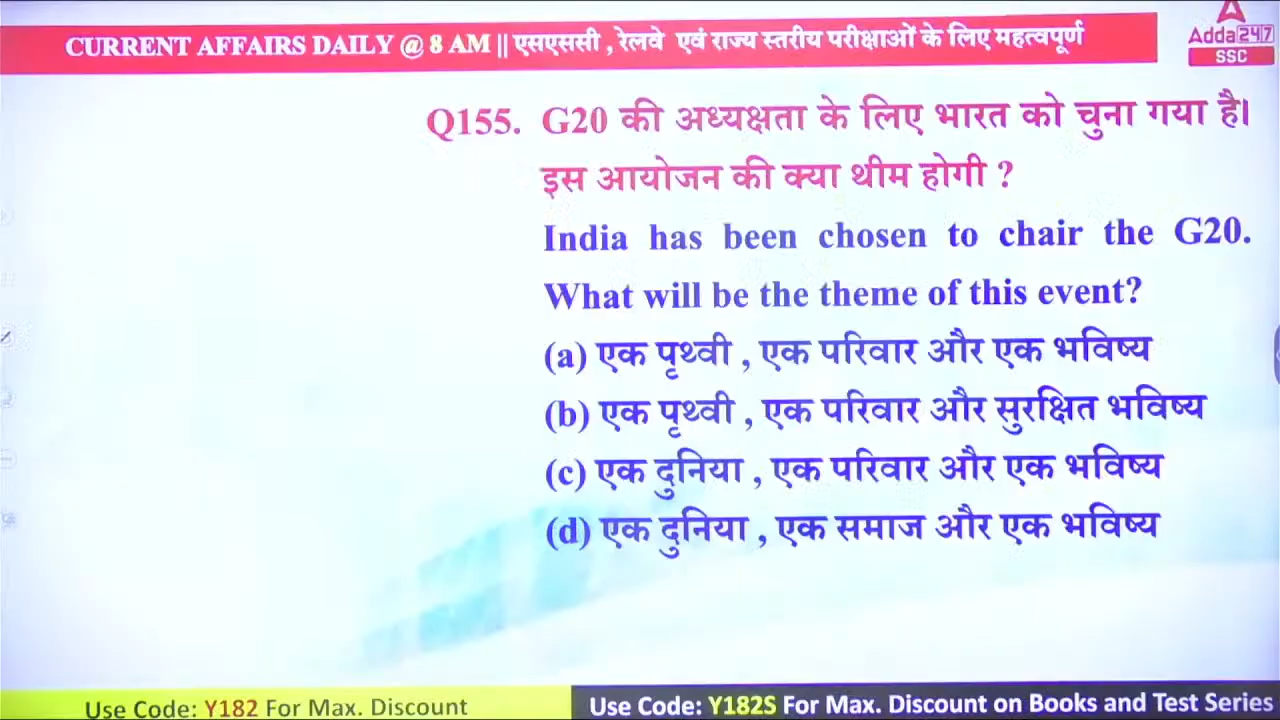 CURRENT AFFAIRS DAILY @ 8 AM || एसएससी , रेलवे एवं राज्य स्तरीय परीक्षाओं के लिए महत्वपूर्ण
Adda247
SSC
Q155. G20 की अध्यक्षता के लिए भारत को चुना गया है।
इस आयोजन की क्या थीम होगी ?
India has been chosen to chair the G20.
What will be the theme of this event?
(a) एक पृथ्वी , एक परिवार और एक भविष्य
(b) एक पृथ्वी , एक परिवार और सुरक्षित भविष्य
(c) एक दुनिया , एक परिवार और एक भविष्य
(d) एक दुनिया , एक समाज और एक भविष्य
Use Code: Y182 For Max. Discount
Use Code: Y182S For Max. Discount on Books and Test Series